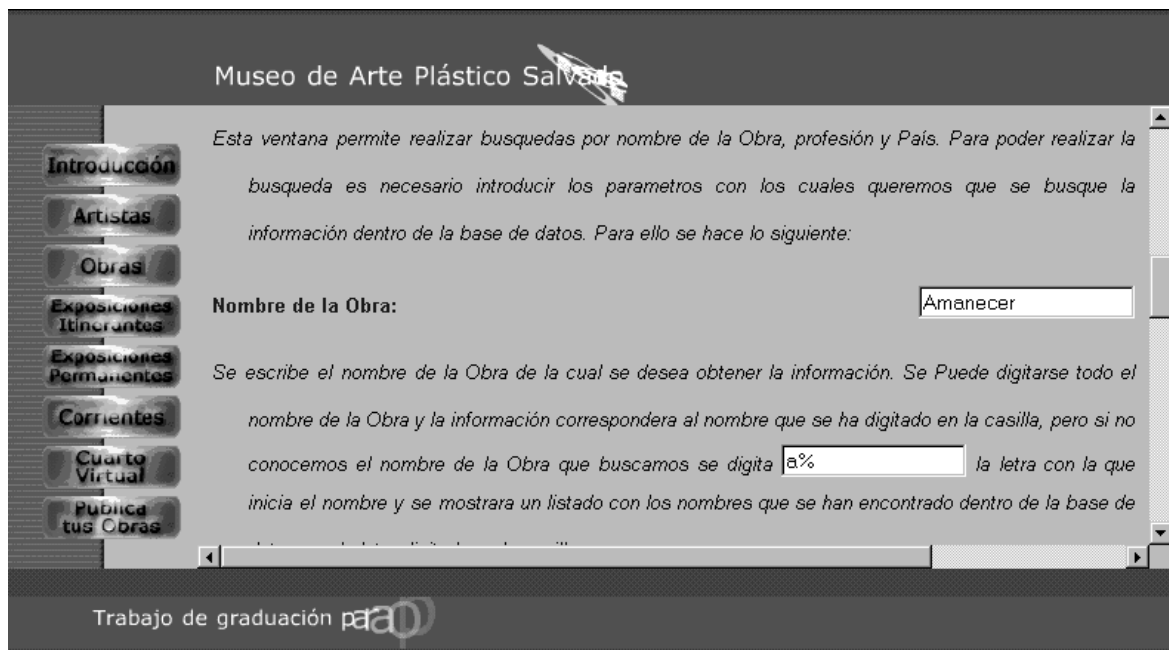 Museo de Arte Plástico Salvado
Introducción
Artistas
Obras
Exposiciones
Itinerantes
Exposiciones
Permanentes
Corrientes
Cuarto
Virtual
Publica
tus Obras
Esta ventana permite realizar busquedas por nombre de la Obra, profesión y País. Para poder realizar la
busqueda es necesario introducir los parametros con los cuales queremos que se busque la
información dentro de la base de datos. Para ello se hace lo siguiente:
Nombre de la Obra: Amanecer
Se escribe el nombre de la Obra de la cual se desea obtener la información. Se Puede digitarse todo el
nombre de la Obra y la información correspondera al nombre que se ha digitado en la casilla, pero si no
conocemos el nombre de la Obra que buscamos se digita a% la letra con la que
inicia el nombre y se mostrara un listado con los nombres que se han encontrado dentro de la base de
Trabajo de graduación para